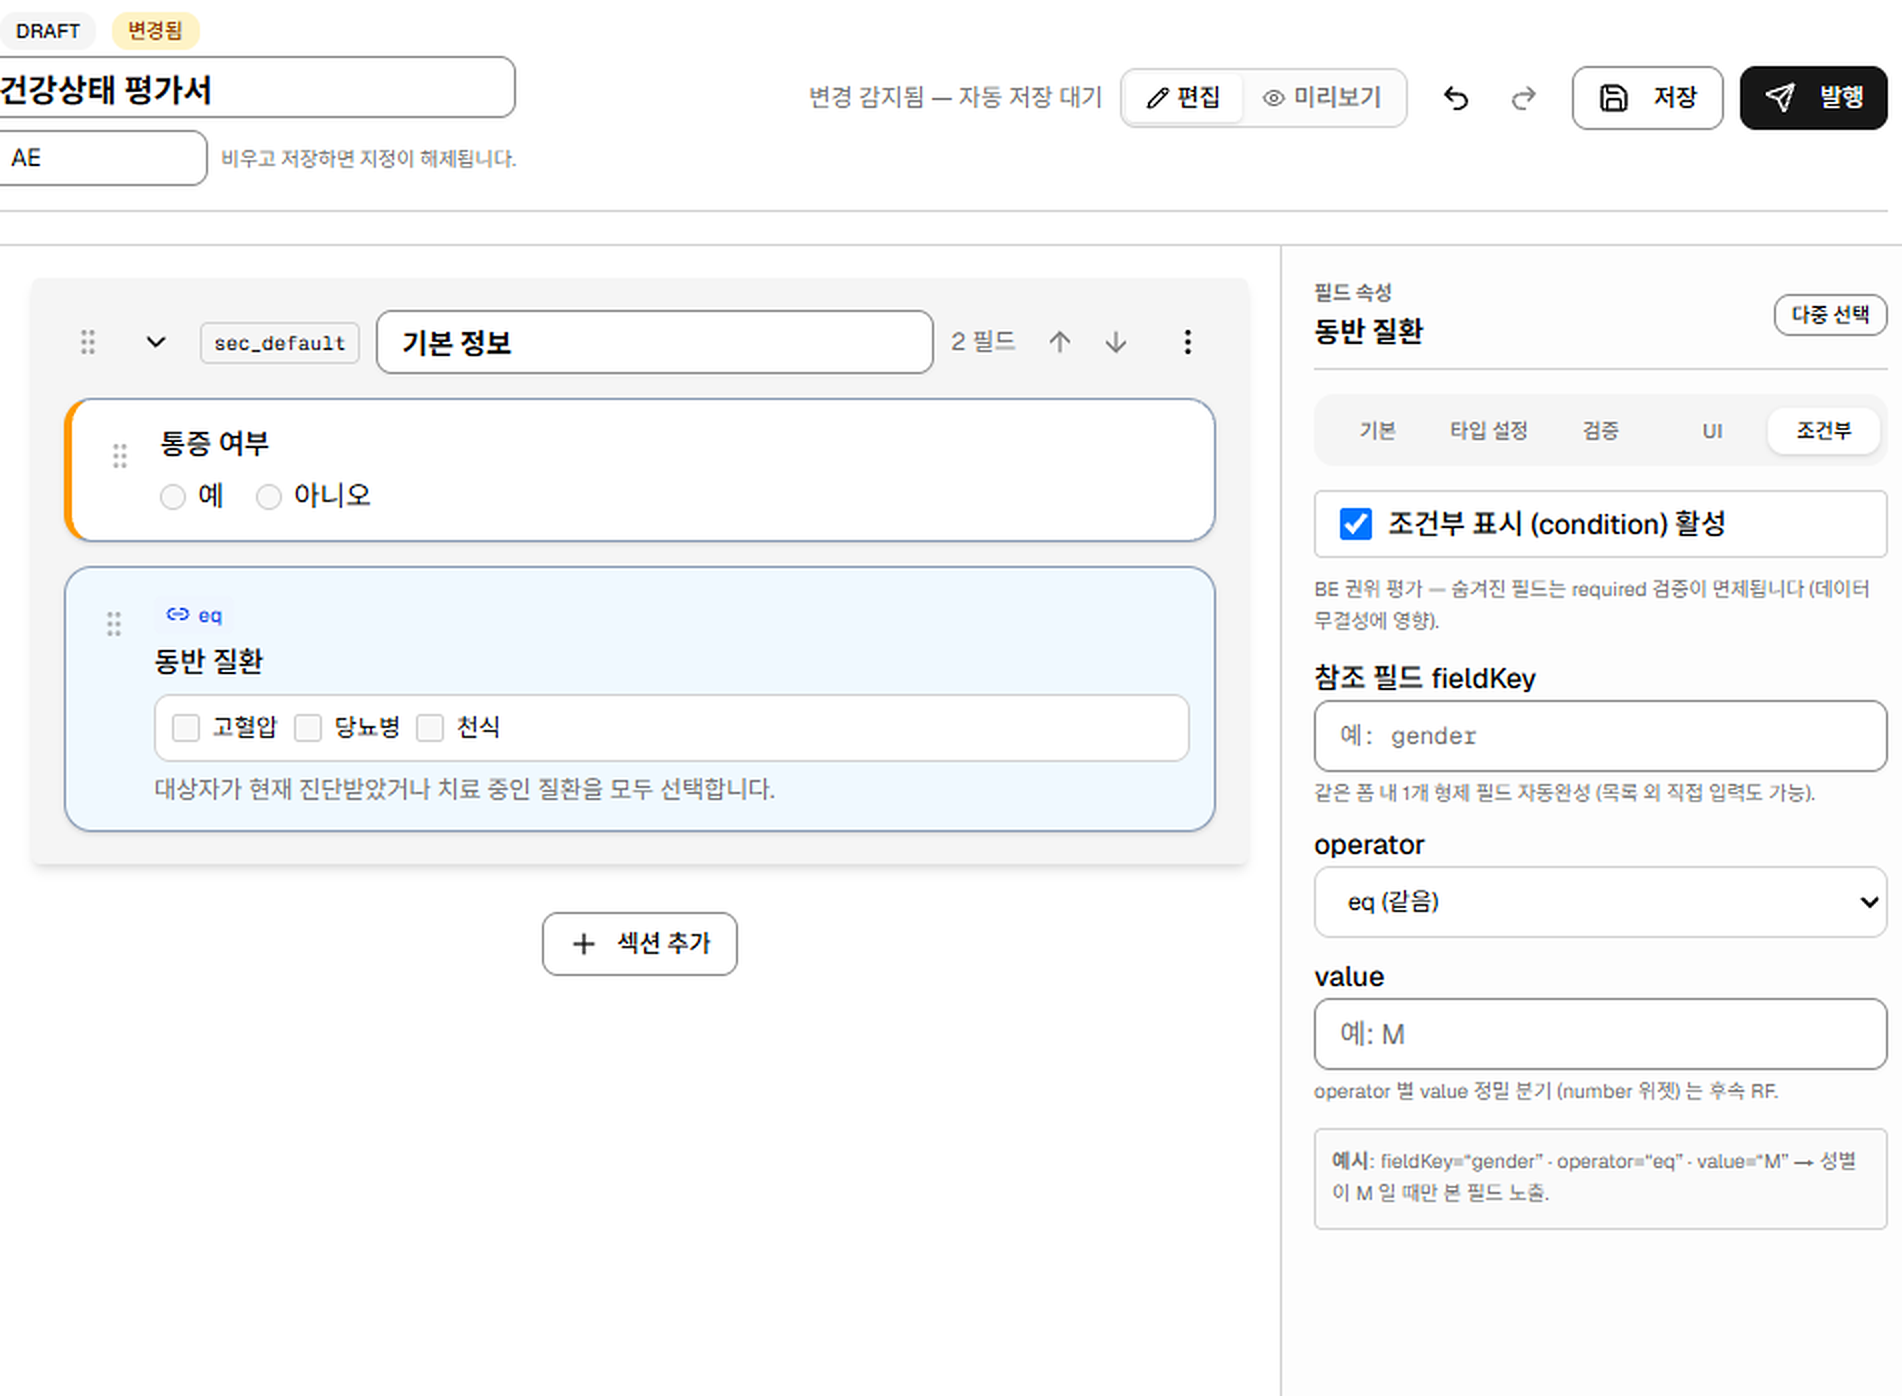 DRAFT 변경됨
건강상태 평가서
변경 감지됨 — 자동 저장 대기 편집 미리보기 저장 발행
AE 비우고 저장하면 지정이 해제됩니다.
sec_default 기본 정보 2 필드
통증 여부
예 아니오
eq
동반 질환
고혈압 당뇨병 천식
대상자가 현재 진단받았거나 치료 중인 질환을 모두 선택합니다.
섹션 추가
필드 속성
동반 질환
다중 선택
기본 타입 설정 검증 UI 조건부
조건부 표시 (condition) 활성
BE 권위 평가 — 숨겨진 필드는 required 검증이 면제됩니다 (데이터
무결성에 영향).
참조 필드 fieldKey
예: gender
같은 폼 내 1개 형제 필드 자동완성 (목록 외 직접 입력도 가능).
operator
eq (같음)
value
예: M
operator 별 value 정밀 분기 (number 위젯) 는 후속 RF.
예시: fieldKey=“gender” · operator=“eq” · value=“M” → 성별
이 M 일 때만 본 필드 노출.